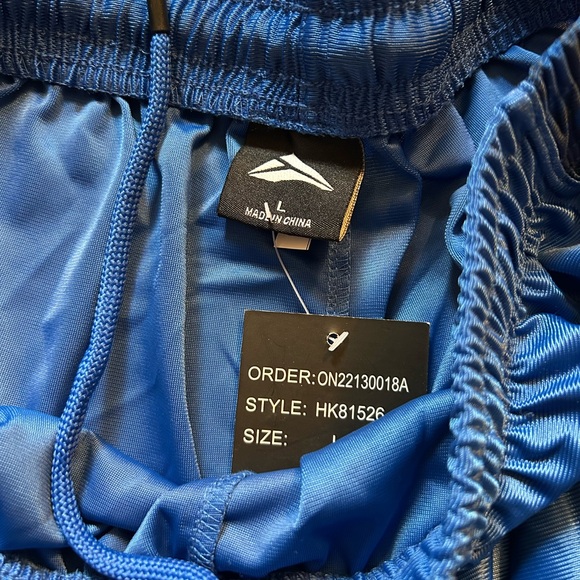 L
MADE IN CHINA
ORDER:ON22130018A
STYLE: HK81526
SIZE: L